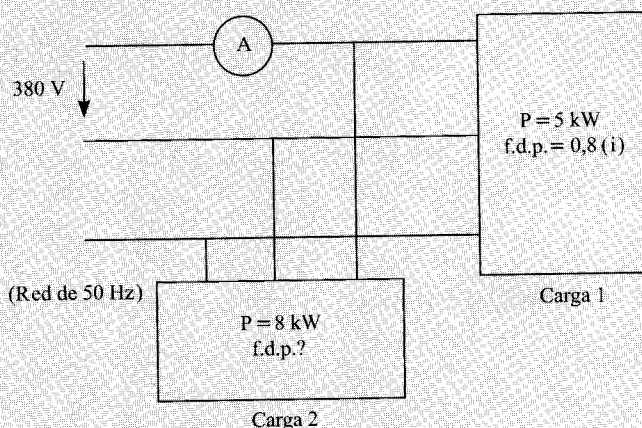 A
380 V
P = 5 kW
f.d.p. = 0,8 (i)
(Red de 50 Hz)
Carga 1
P = 8 kW
f.d.p.?
Carga 2